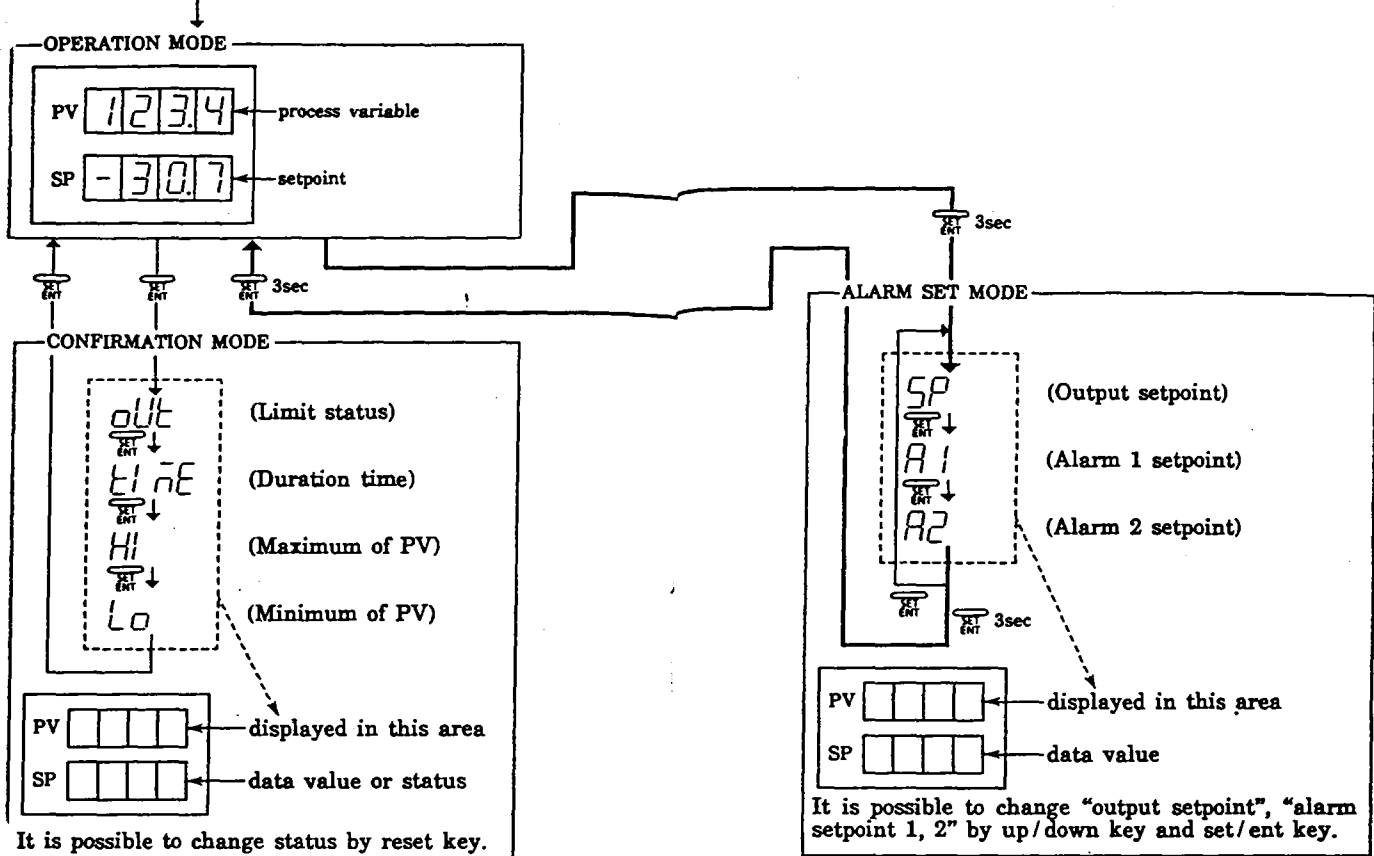 OPERATION MODE
PV 123.4 process variable
SP -30.7 setpoint
SET ENT
SET ENT
SET ENT 3sec
SET ENT 3sec
CONFIRMATION MODE
oUt (Limit status)
SET ENT
tImE (Duration time)
SET ENT
HI (Maximum of PV)
SET ENT
Lo (Minimum of PV)
PV displayed in this area
SP data value or status
It is possible to change status by reset key.
ALARM SET MODE
SP (Output setpoint)
SET ENT
A1 (Alarm 1 setpoint)
SET ENT
A2 (Alarm 2 setpoint)
SET ENT
SET ENT 3sec
PV displayed in this area
SP data value
It is possible to change “output setpoint”, “alarm
setpoint 1, 2” by up/down key and set/ent key.